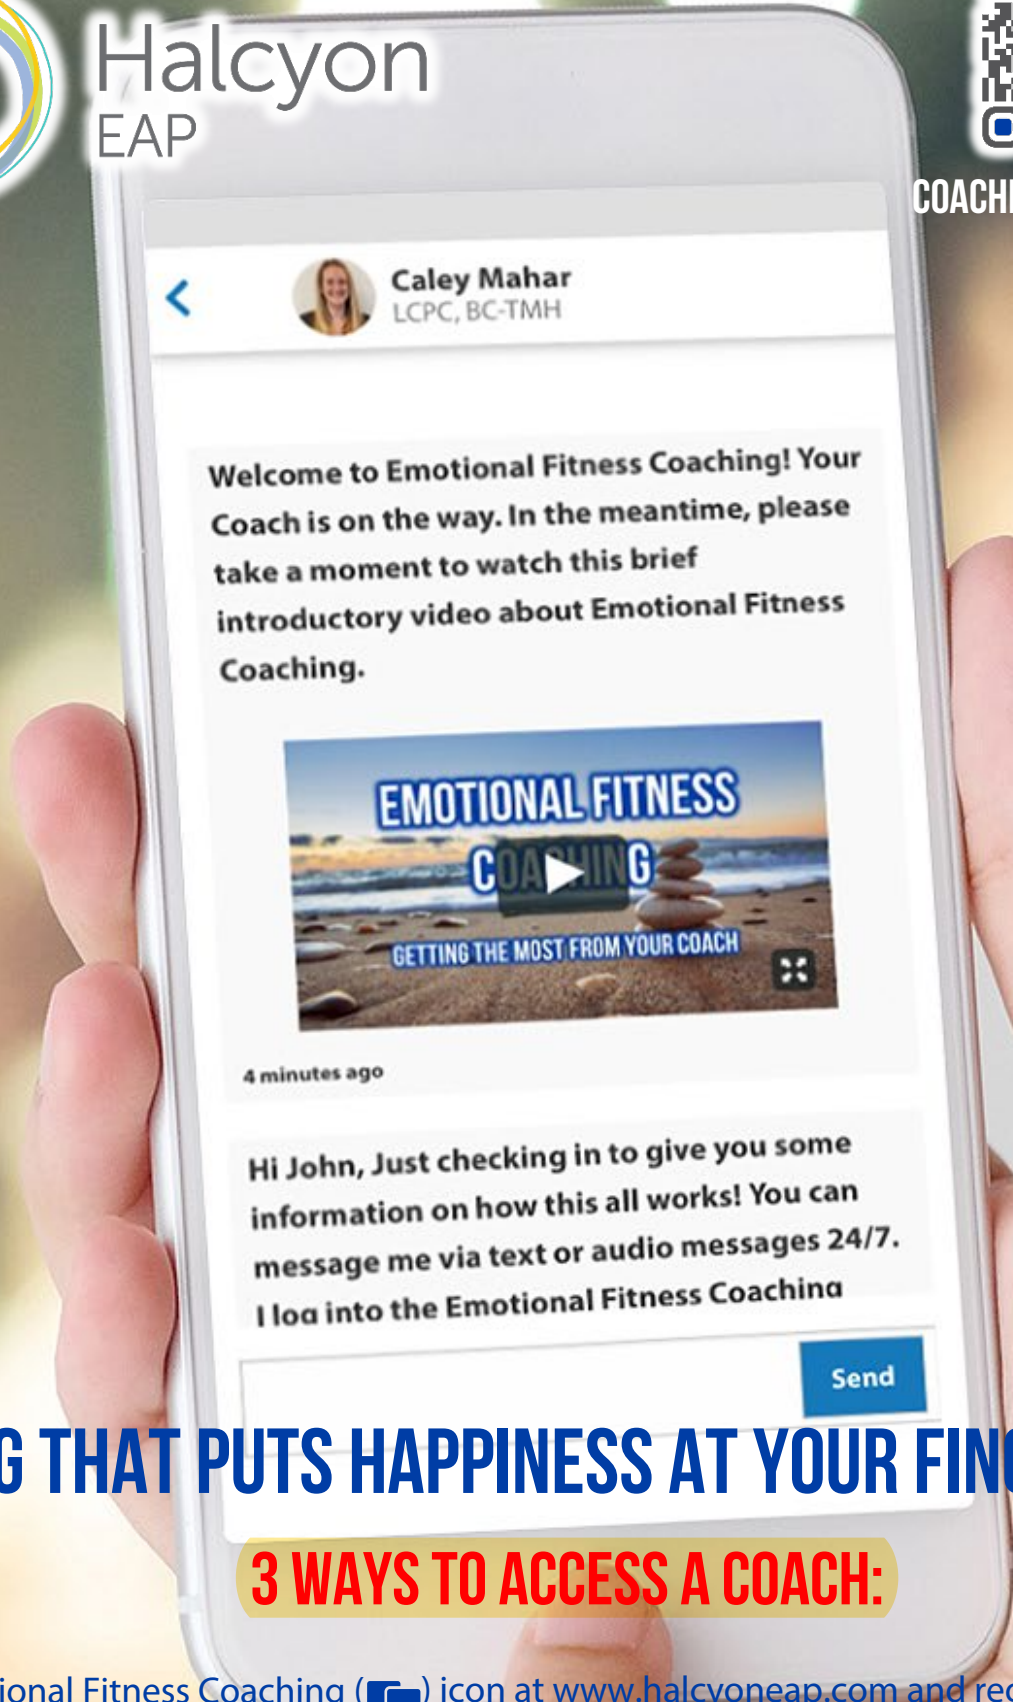 Halcyon
EAP
Caley Mahar
LCPC, BC-TMH
Welcome to Emotional Fitness Coaching! Your
Coach is on the way. In the meantime, please
take a moment to watch this brief
introductory video about Emotional Fitness
Coaching.
EMOTIONAL FITNESS
COACHING
GETTING THE MOST FROM YOUR COACH
4 minutes ago
Hi John, Just checking in to give you some
information on how this all works! You can
message me via text or audio messages 24/7.
I log into the Emotional Fitness Coaching
Send
THAT PUTS HAPPINESS AT YOUR
3 WAYS TO ACCESS A COACH:
Fitness Coaching ( ) icon at www.halcyoneap.com and